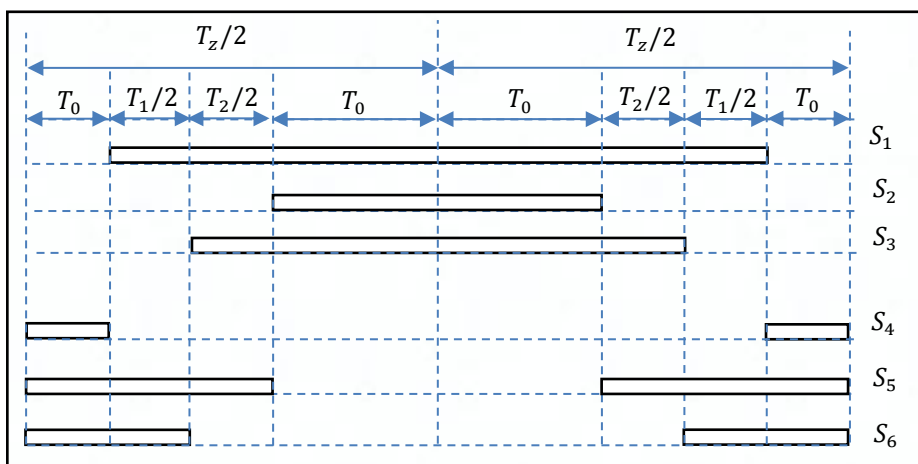 T_z/2 T_z/2
T_0 T_1/2 T_2/2 T_0 T_0 T_2/2 T_1/2 T_0
S_1
S_2
S_3
S_4
S_5
S_6